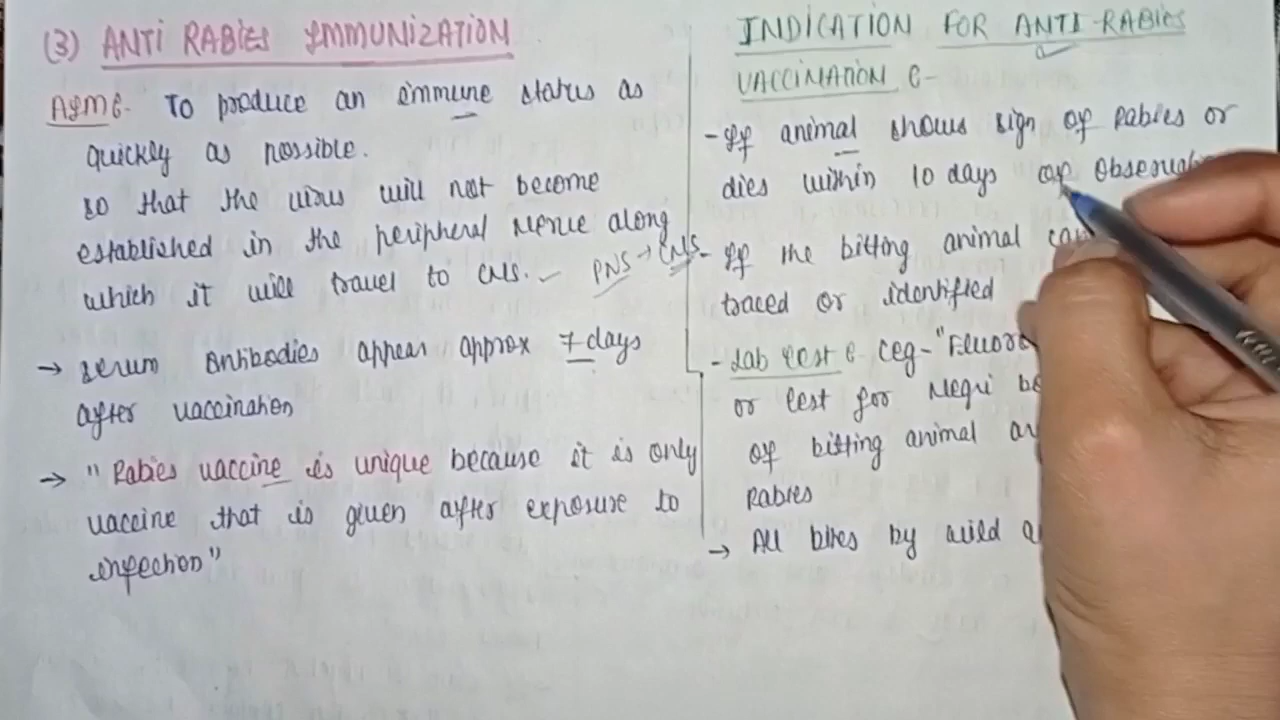 (3) ANTI RABIES IMMUNIZATION
AIM :- To produce an immune status as
quickly as possible.
so that the virus will not become
established in the peripheral nerve along
which it will travel to CNS. – PNS → CNS
→ serum Antibodies appear approx 7 days
after vaccination
→ "Rabies vaccine is unique because it is only
vaccine that is given after exposure to
infection"
INDICATION FOR ANTI-RABIES
VACCINATION :-
- If animal shows sign of Rabies or
dies within 10 days of
- If the bitting animal
traced or identified
- Lab test : eg -
or test for Negri
of bitting animal
Rabies
→ All bites by wild